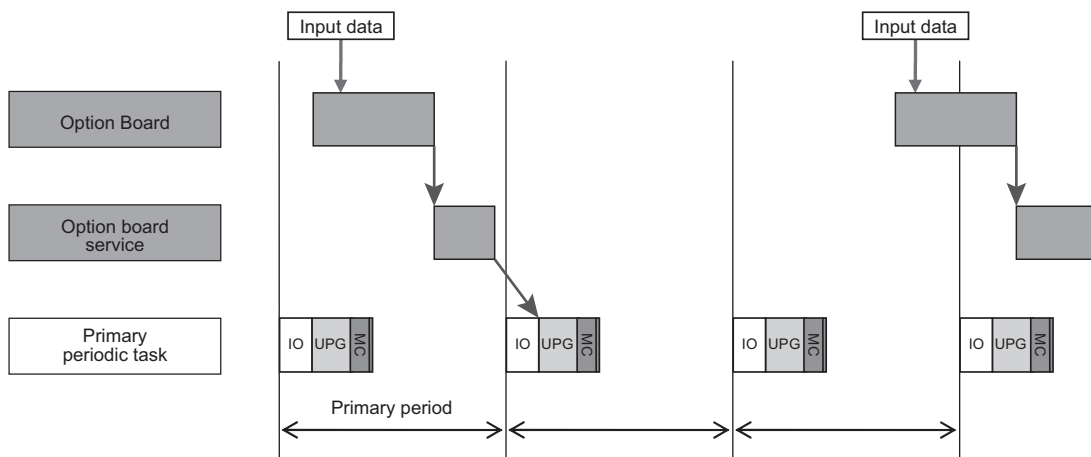 Input data
Input data
Option Board
Option board
service
Primary
periodic task
IO UPG MC
IO UPG MC
IO UPG MC
IO UPG MC
Primary period